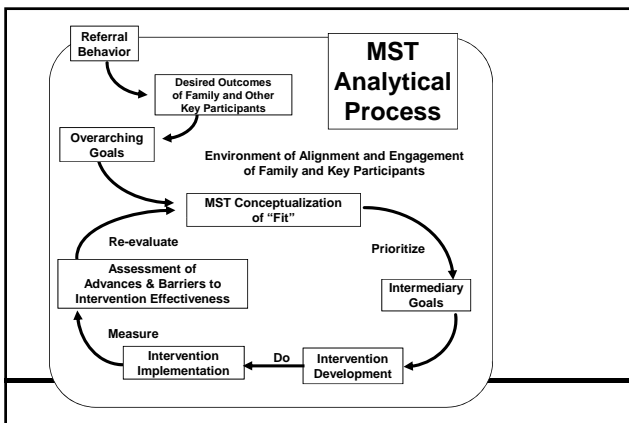 Referral
Behavior
MST
Analytical
Process
Desired Outcomes
of Family and Other
Key Participants
Overarching
Goals
Environment of Alignment and Engagement
of Family and Key Participants
MST Conceptualization
of “Fit”
Re-evaluate
Prioritize
Assessment of
Advances & Barriers to
Intervention Effectiveness
Intermediary
Goals
Measure
Do
Intervention
Implementation
Intervention
Development